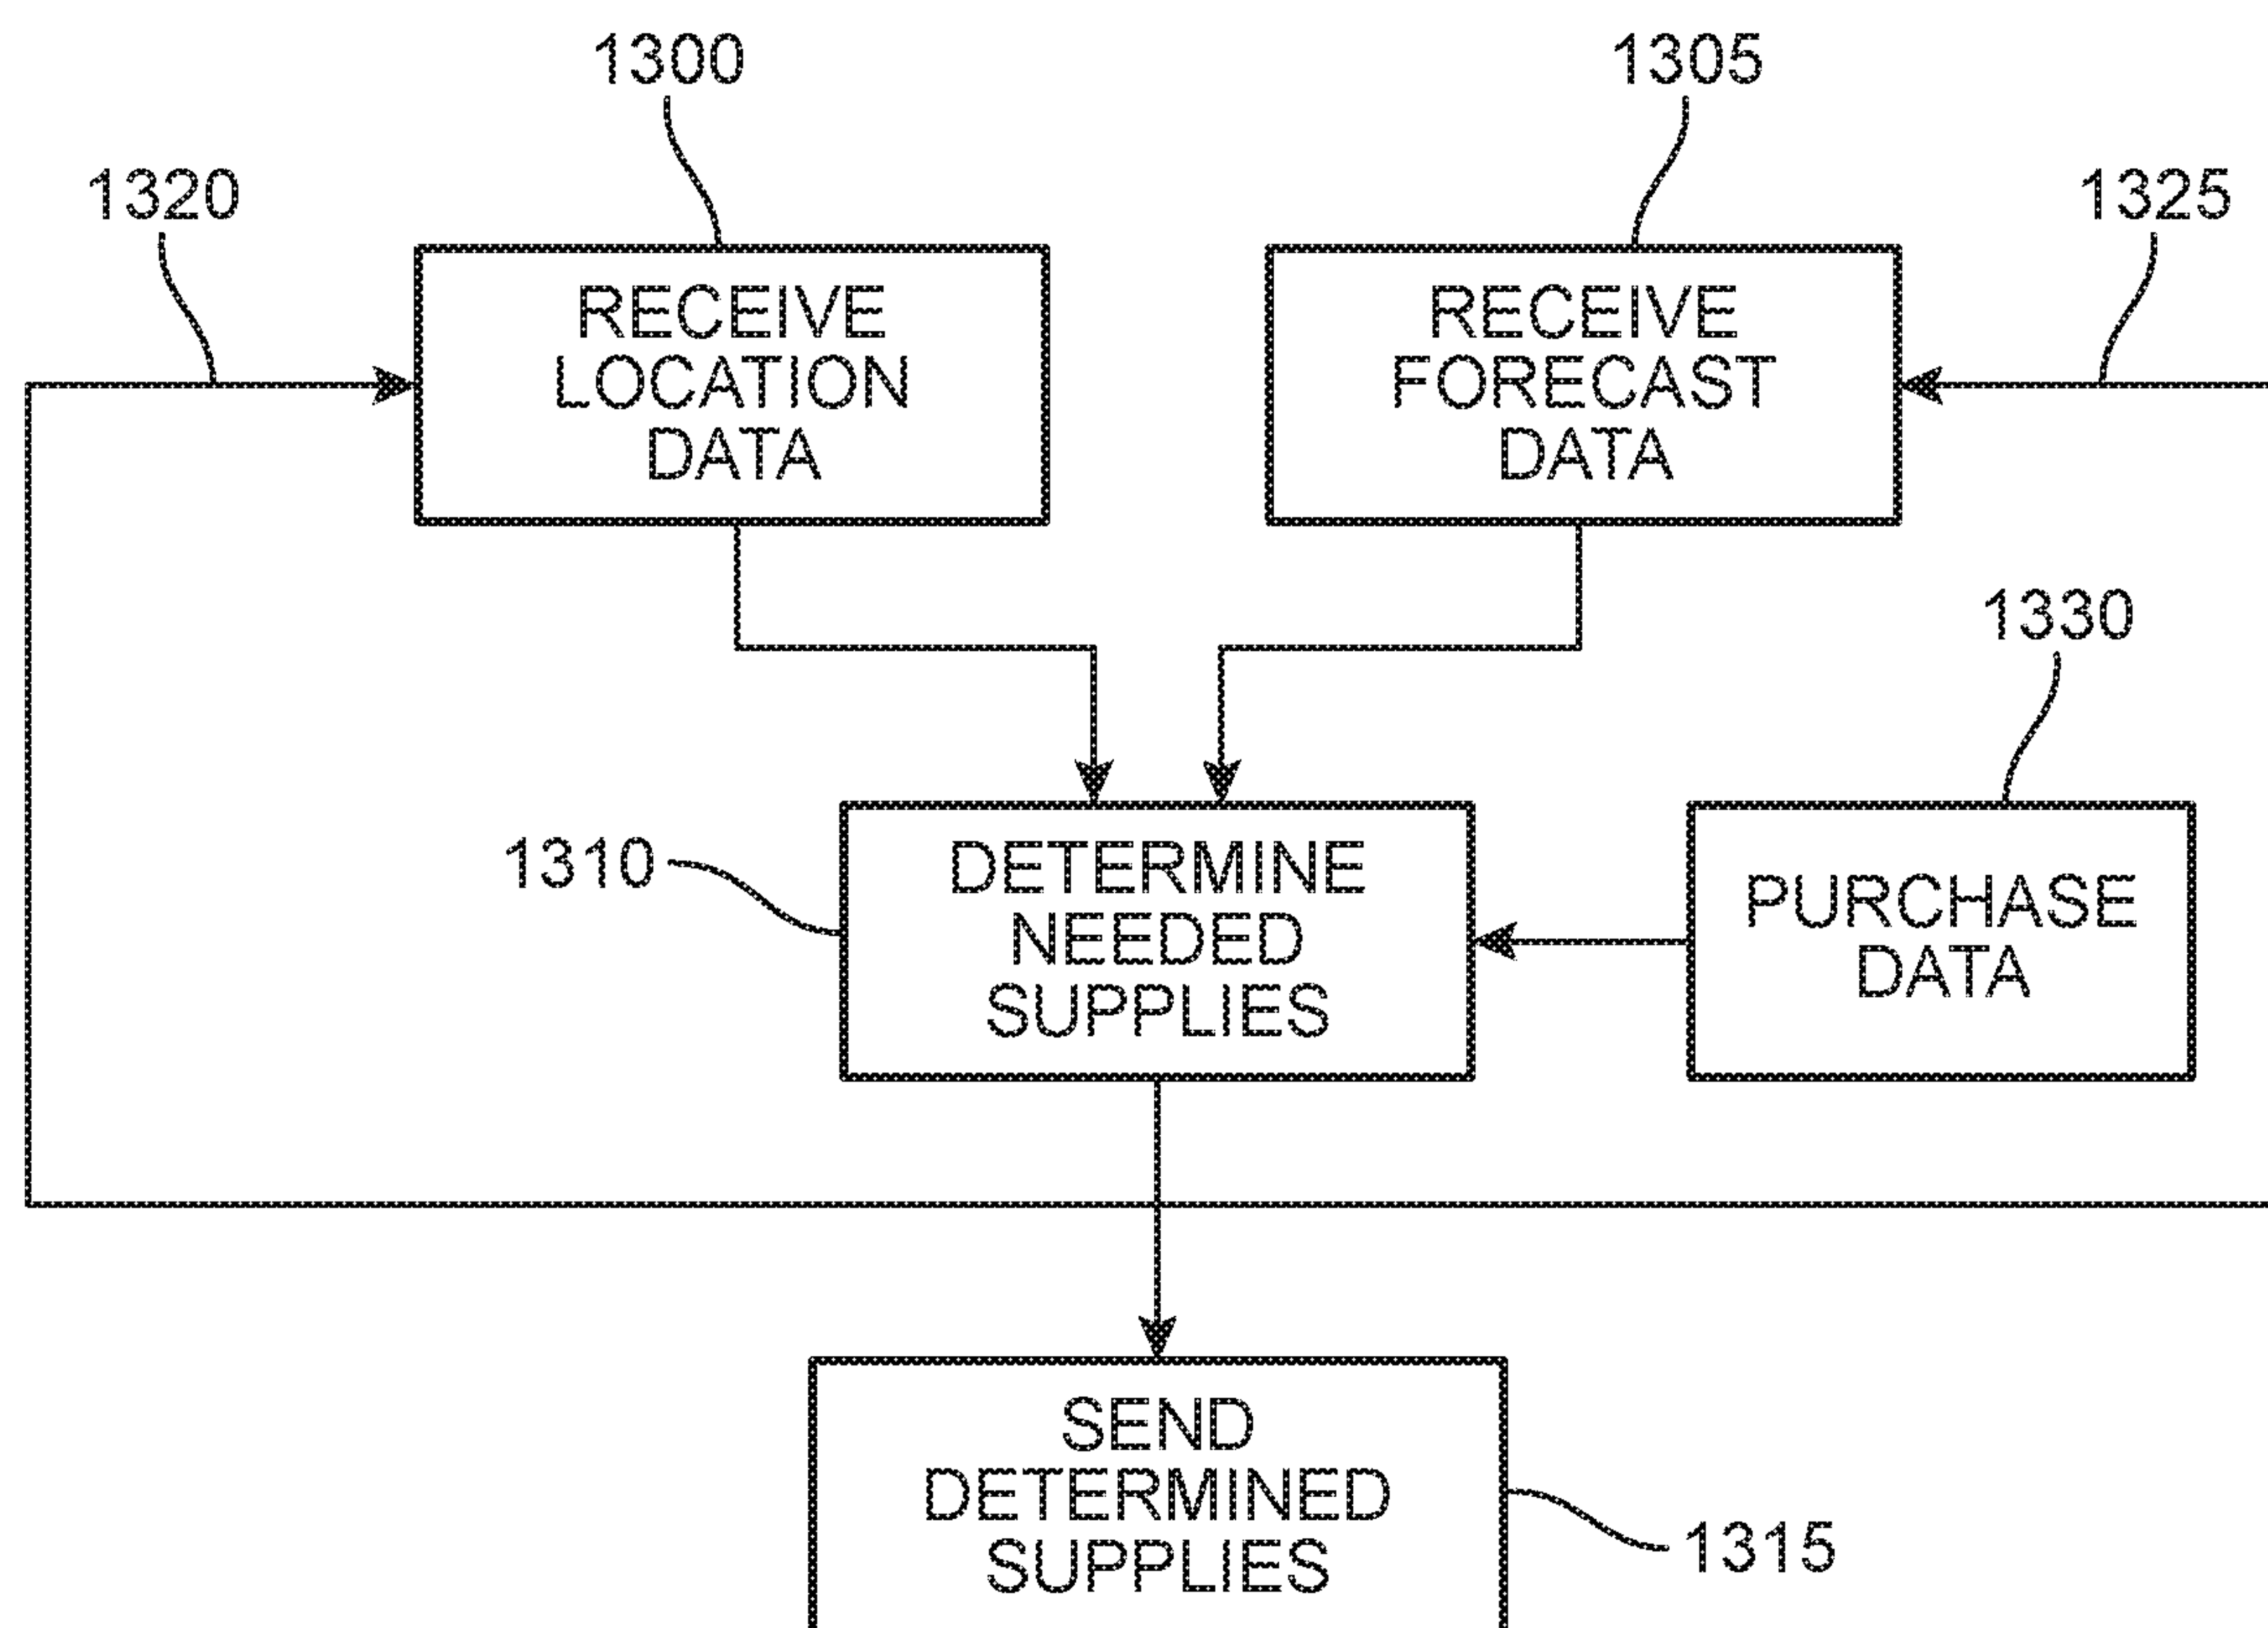 1300
1305
1320
1325
RECEIVE
LOCATION
DATA
RECEIVE
FORECAST
DATA
1330
1310
DETERMINE
NEEDED
SUPPLIES
PURCHASE
DATA
SEND
DETERMINED
SUPPLIES
1315